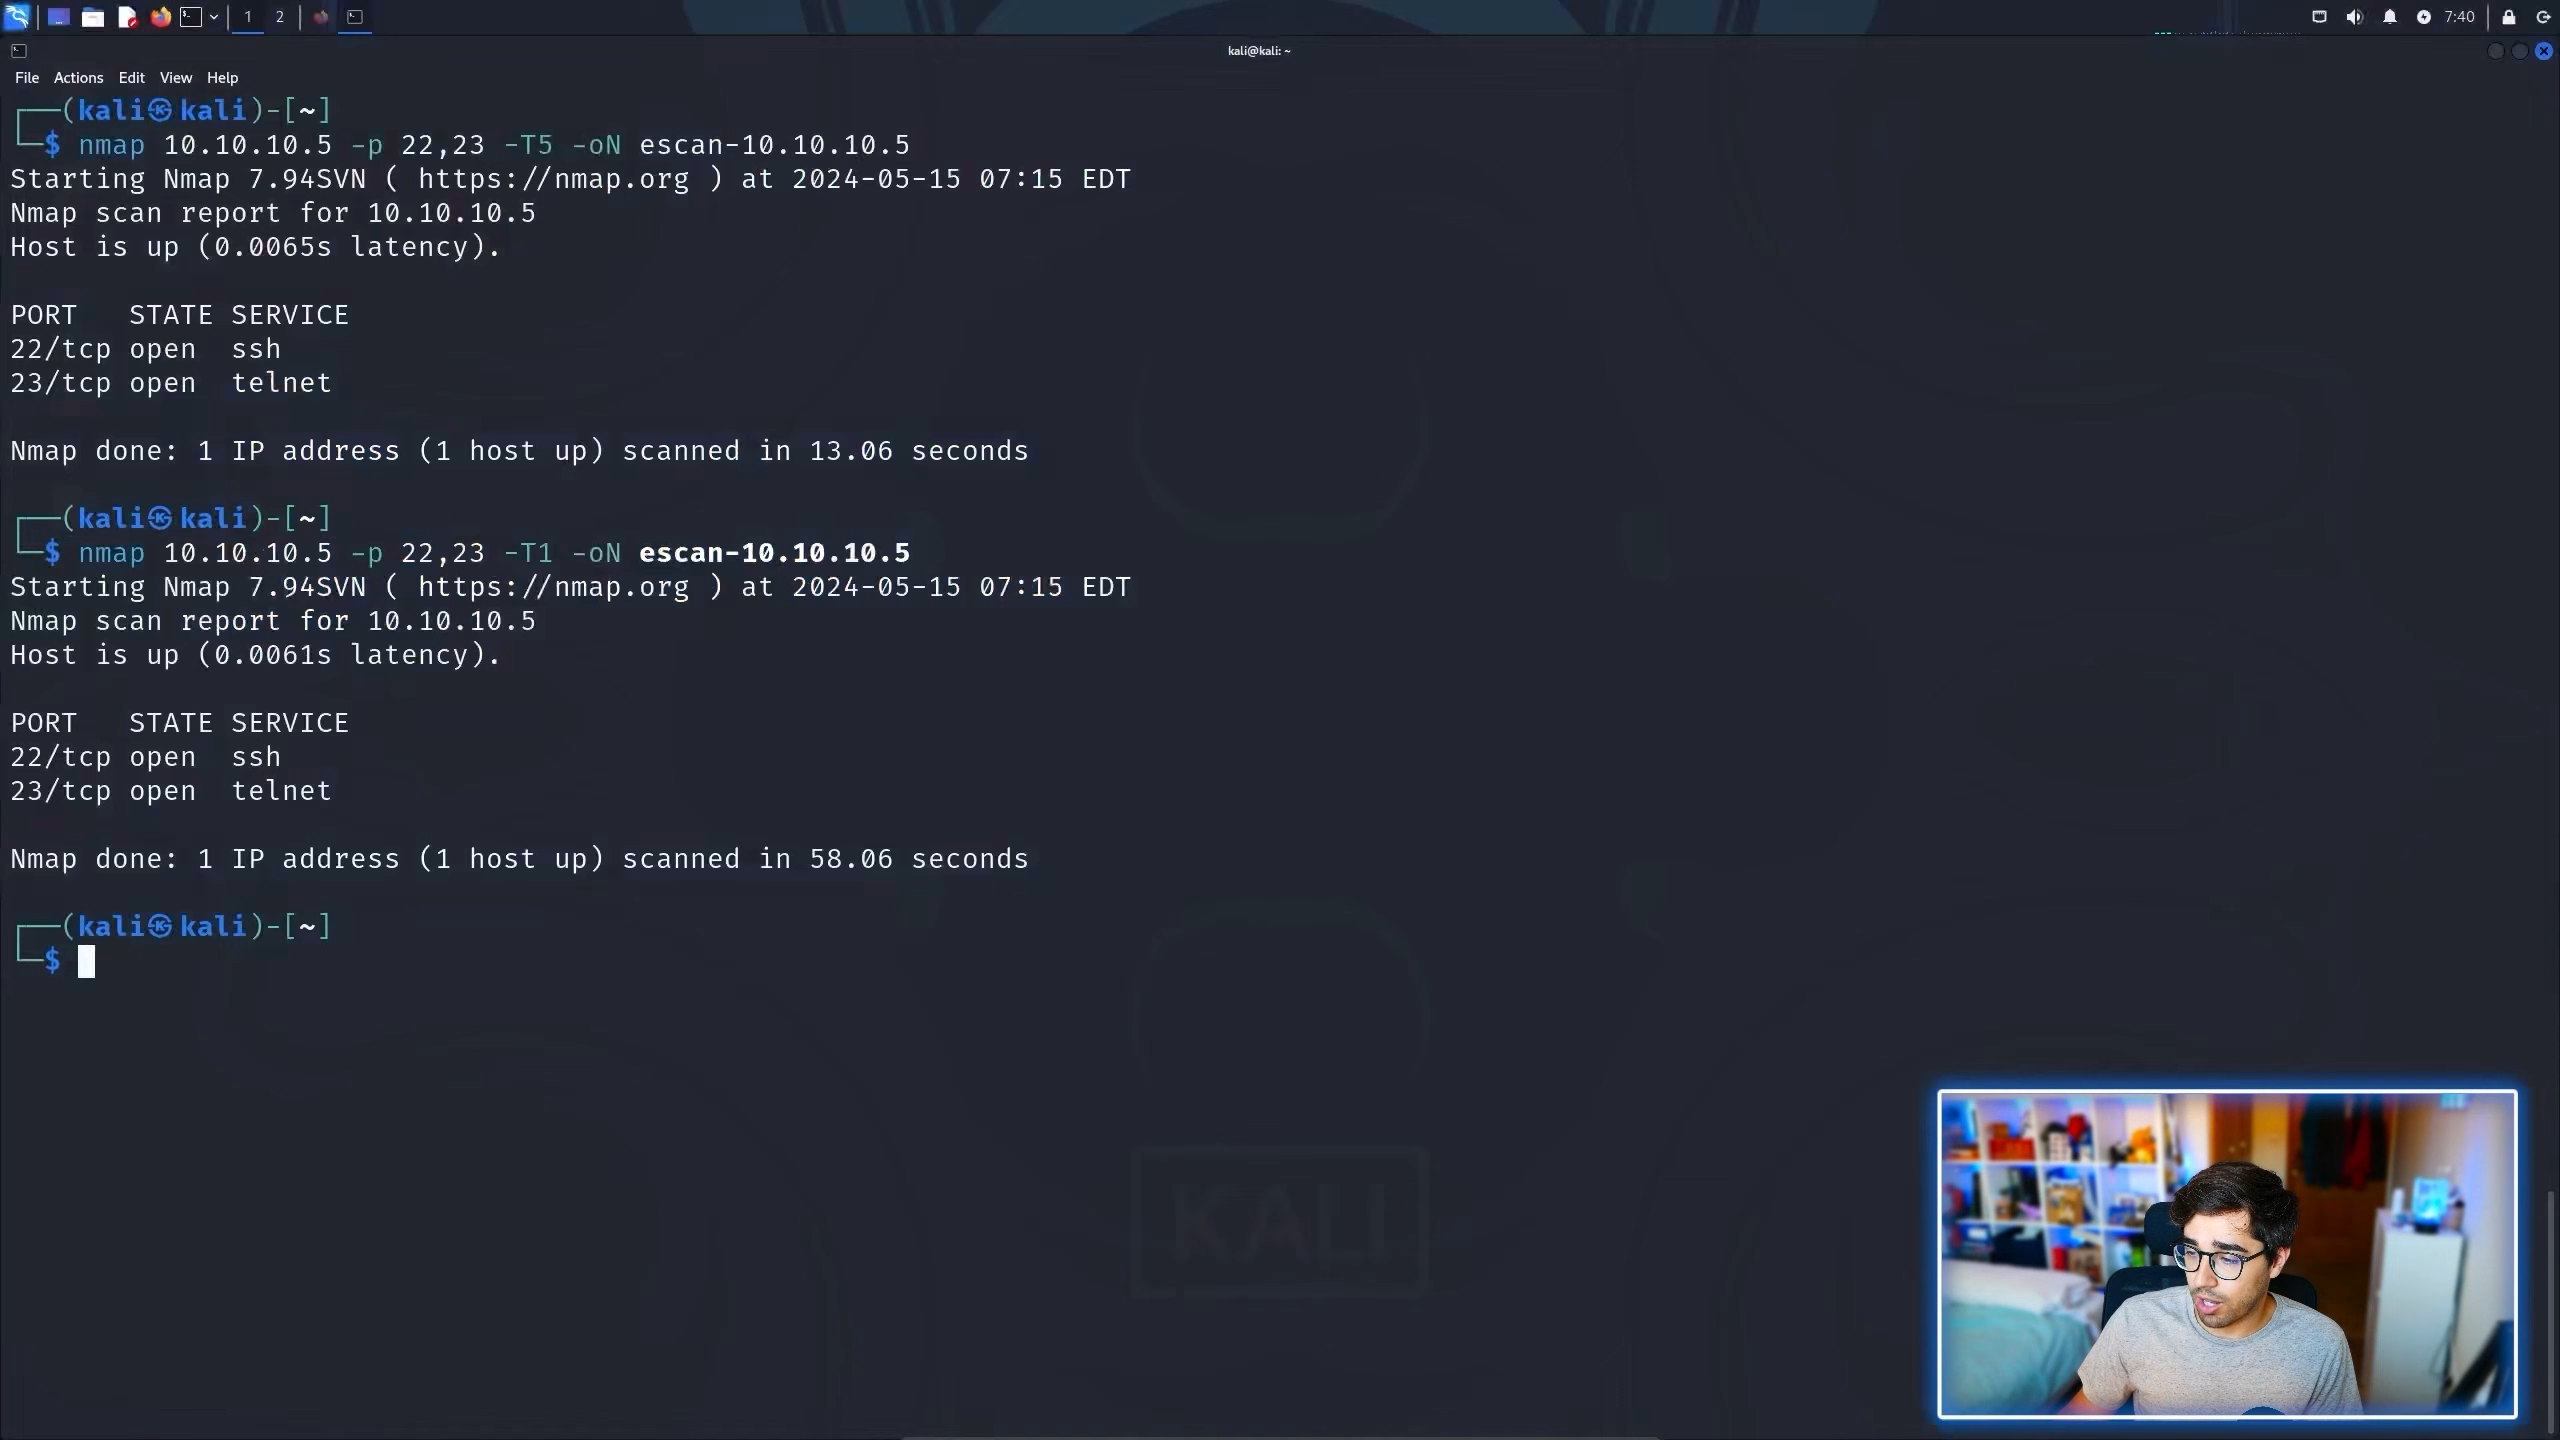 1 2 7:40
kali@kali: ~
File Actions Edit View Help
┌──(kali㉿kali)-[~]
└─$ nmap 10.10.10.5 -p 22,23 -T5 -oN escan-10.10.10.5
Starting Nmap 7.94SVN ( https://nmap.org ) at 2024-05-15 07:15 EDT
Nmap scan report for 10.10.10.5
Host is up (0.0065s latency).
PORT   STATE SERVICE
22/tcp open  ssh
23/tcp open  telnet
Nmap done: 1 IP address (1 host up) scanned in 13.06 seconds
┌──(kali㉿kali)-[~]
└─$ nmap 10.10.10.5 -p 22,23 -T1 -oN escan-10.10.10.5
Starting Nmap 7.94SVN ( https://nmap.org ) at 2024-05-15 07:15 EDT
Nmap scan report for 10.10.10.5
Host is up (0.0061s latency).
PORT   STATE SERVICE
22/tcp open  ssh
23/tcp open  telnet
Nmap done: 1 IP address (1 host up) scanned in 58.06 seconds
┌──(kali㉿kali)-[~]
└─$
KALI